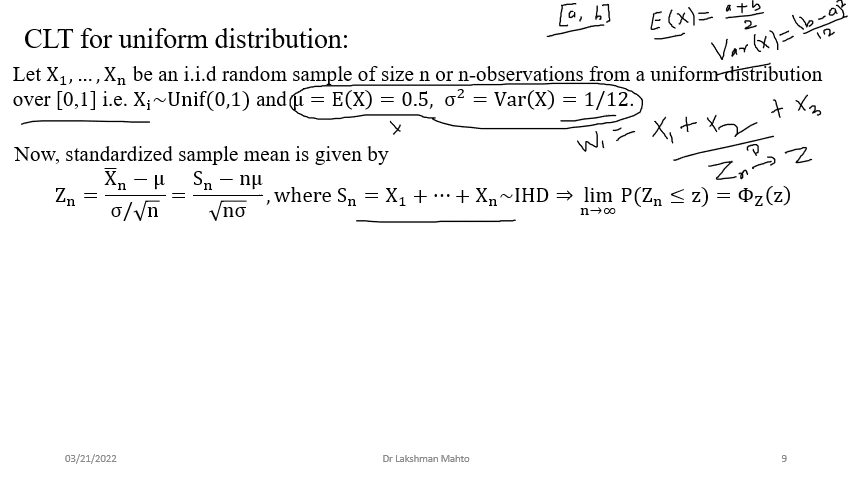 [a, b] E(X) = a+b/2
Var(X) = (b-a)²/12
CLT for uniform distribution:
Let X₁, …, Xₙ be an i.i.d random sample of size n or n-observations from a uniform distribution
over [0,1] i.e. Xᵢ~Unif(0,1) and μ = E(X) = 0.5, σ² = Var(X) = 1/12.
W₁ = X₁ + X₂ + X₃
Zₙ →ᴰ Z
Now, standardized sample mean is given by
Zₙ = X̄ₙ − μ / σ/√n = Sₙ − nμ / √nσ, where Sₙ = X₁ + ⋯ + Xₙ~IHD ⇒ lim n→∞ P(Zₙ ≤ z) = Φ_Z(z)
03/21/2022 Dr Lakshman Mahto 9